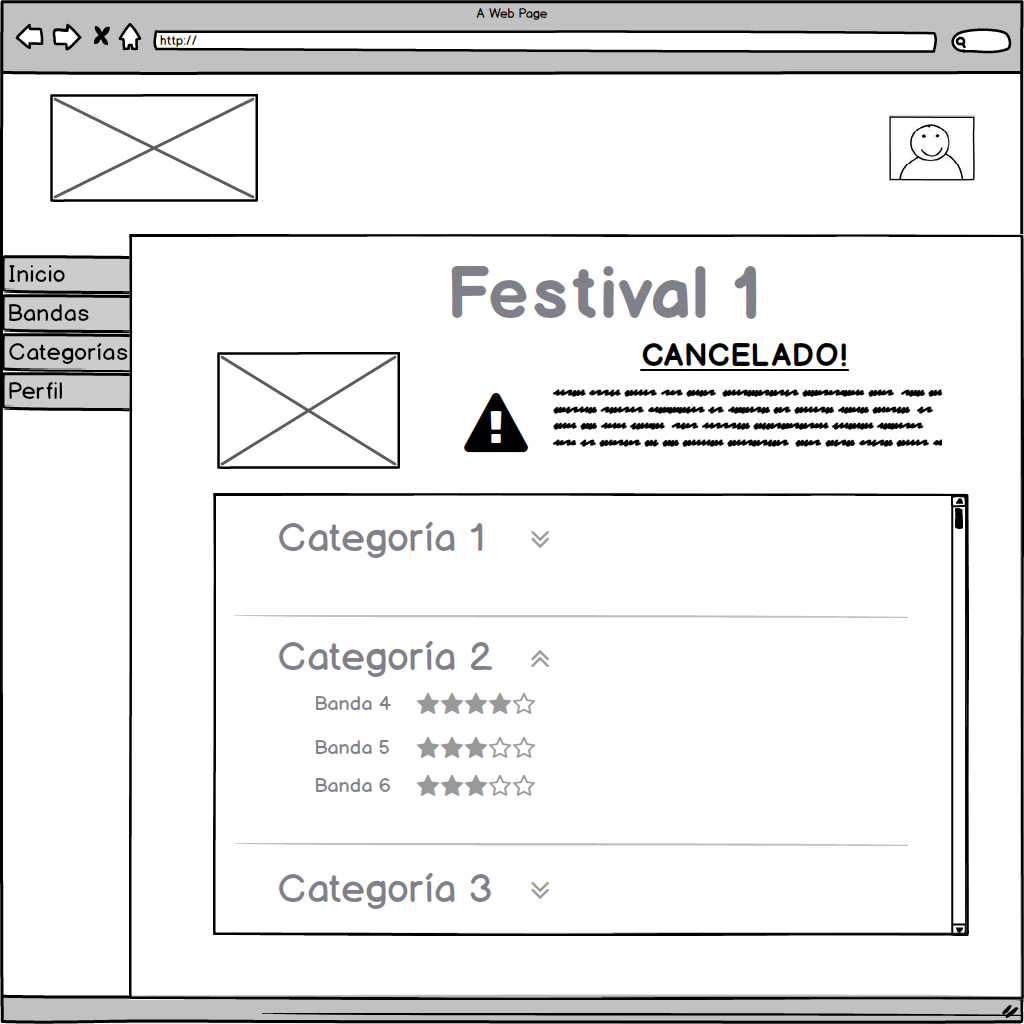 A Web Page
http://
Inicio
Bandas
Categorías
Perfil
Festival 1
CANCELADO!
Categoría 1
Categoría 2
Banda 4
Banda 5
Banda 6
Categoría 3